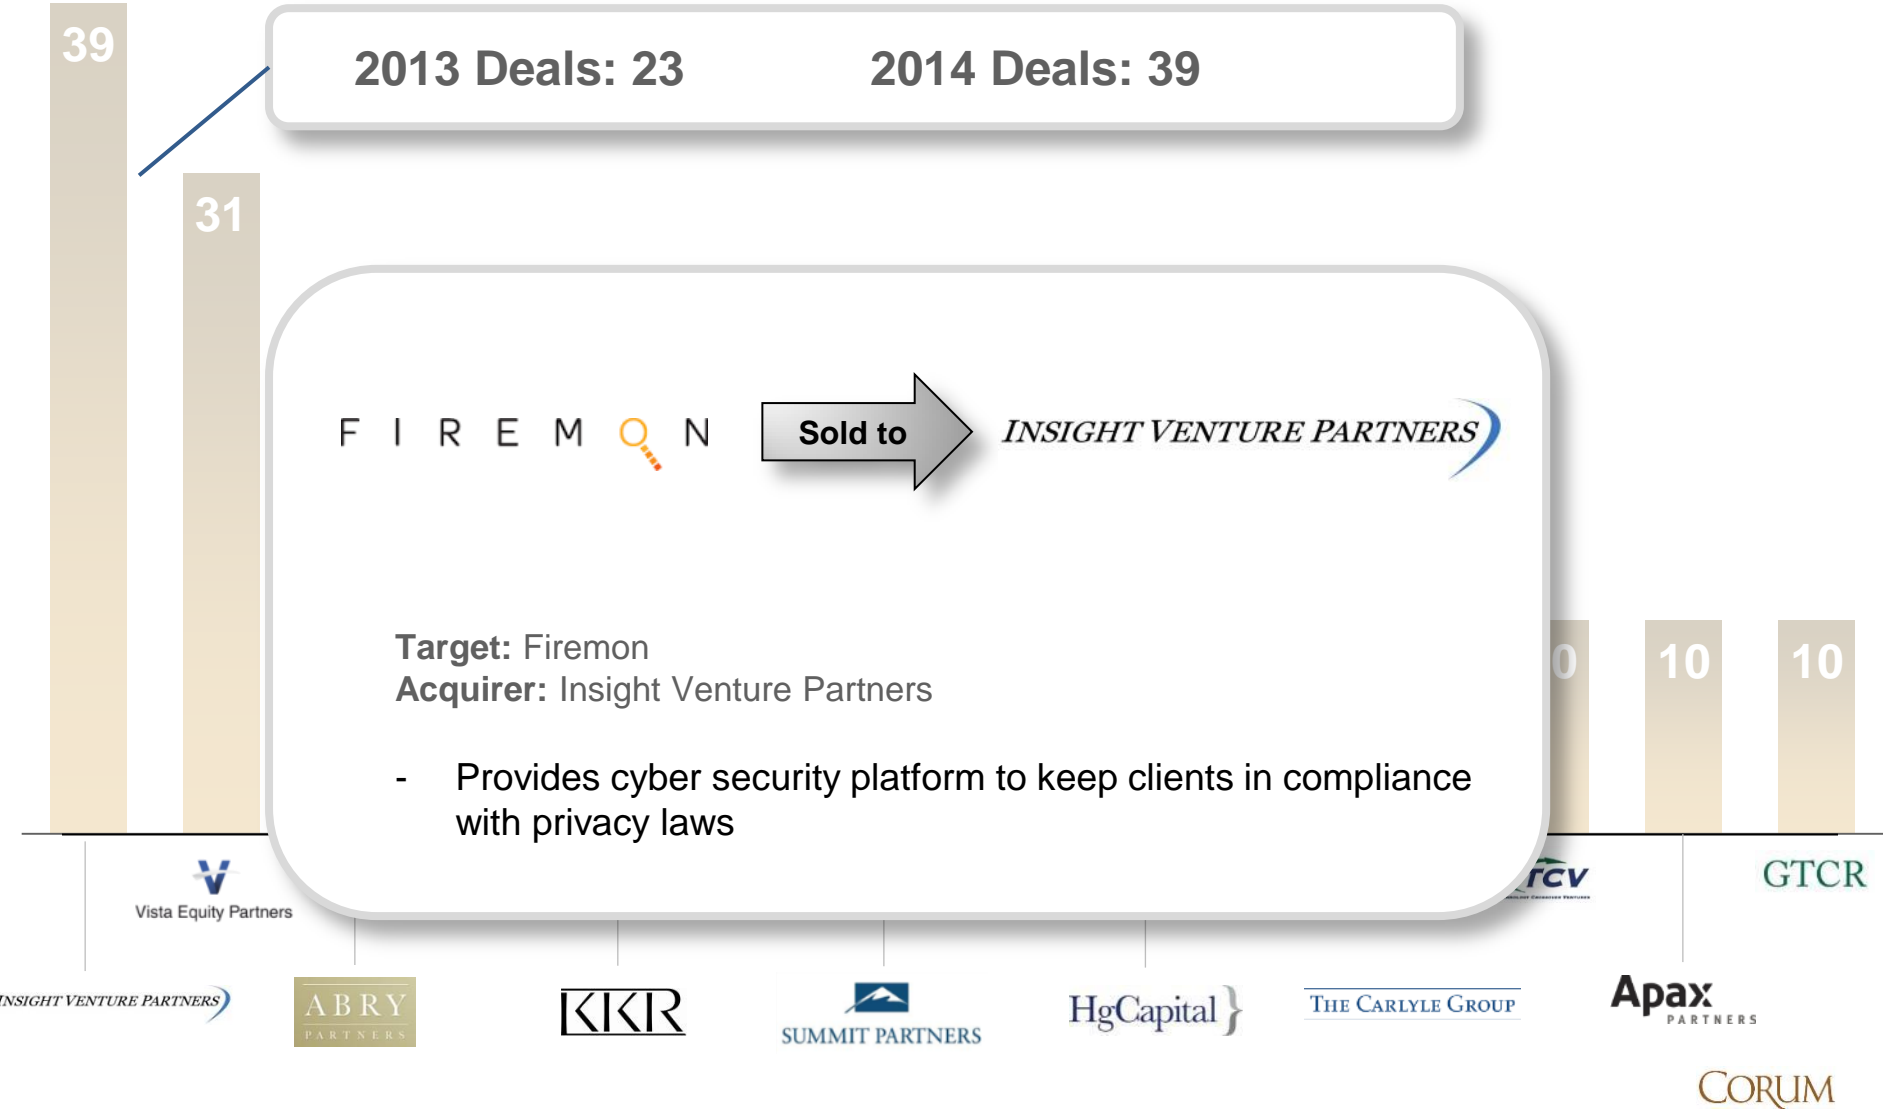 39
2013 Deals: 23 2014 Deals: 39
31
FIREMON
Sold to
INSIGHT VENTURE PARTNERS
Target: Firemon
Acquirer: Insight Venture Partners
- Provides cyber security platform to keep clients in compliance
with privacy laws
0
10
10
Vista Equity Partners
TCV
GTCR
INSIGHT VENTURE PARTNERS
ABRY
PARTNERS
KKR
SUMMIT PARTNERS
HgCapital
THE CARLYLE GROUP
Apax
PARTNERS
CORUM